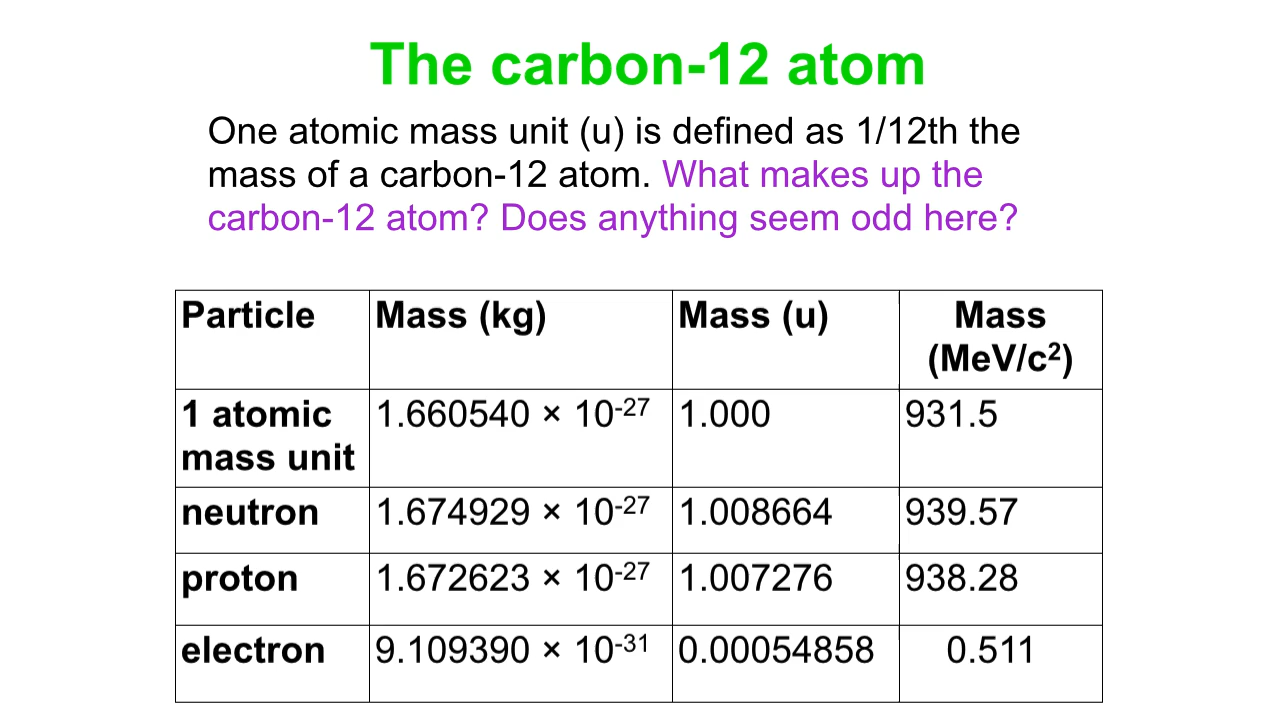 The carbon-12 atom
One atomic mass unit (u) is defined as 1/12th the
mass of a carbon-12 atom. What makes up the
carbon-12 atom? Does anything seem odd here?
Particle Mass (kg) Mass (u) Mass (MeV/c²)
1 atomic mass unit 1.660540 × 10⁻²⁷ 1.000 931.5
neutron 1.674929 × 10⁻²⁷ 1.008664 939.57
proton 1.672623 × 10⁻²⁷ 1.007276 938.28
electron 9.109390 × 10⁻³¹ 0.00054858 0.511